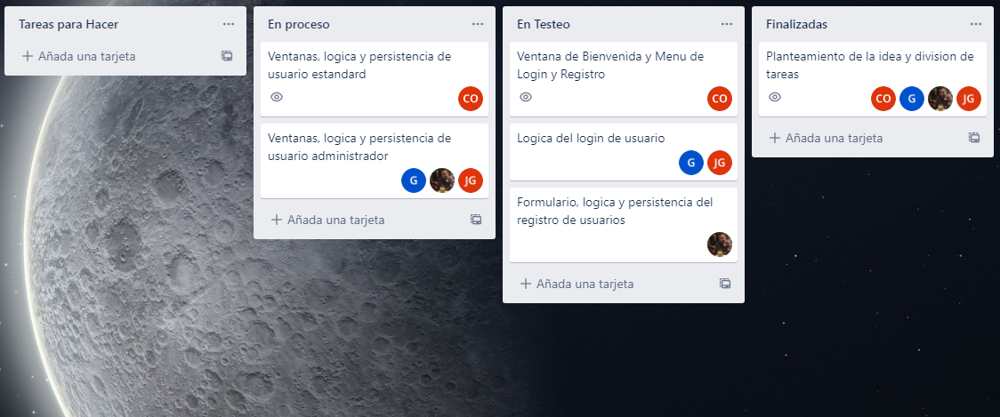 Tareas para Hacer
Añada una tarjeta
En proceso
Ventanas, logica y persistencia de
usuario estandard
CO
Ventanas, logica y persistencia de
usuario administrador
G JG
Añada una tarjeta
En Testeo
Ventana de Bienvenida y Menu de
Login y Registro
CO
Logica del login de usuario
G JG
Formulario, logica y persistencia del
registro de usuarios
Añada una tarjeta
Finalizadas
Planteamiento de la idea y division de
tareas
CO G JG
Añada una tarjeta